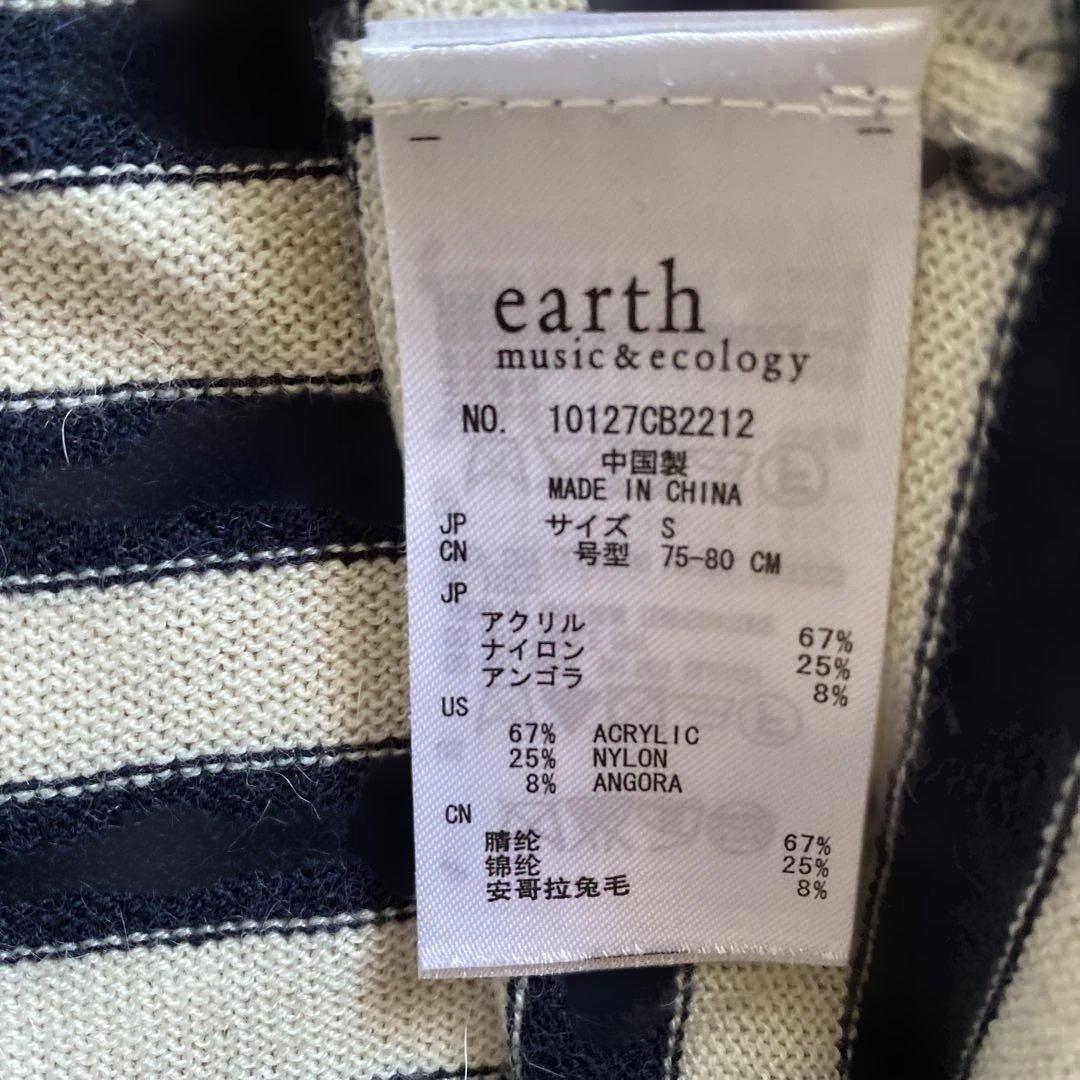 earth
music&ecology
NO. 10127CB2212
中国製
MADE IN CHINA
JP サイズ S
CN 号型 75-80 CM
JP
アクリル 67%
ナイロン 25%
アンゴラ 8%
US
67% ACRYLIC
25% NYLON
8% ANGORA
CN
腈纶 67%
锦纶 25%
安哥拉兔毛 8%